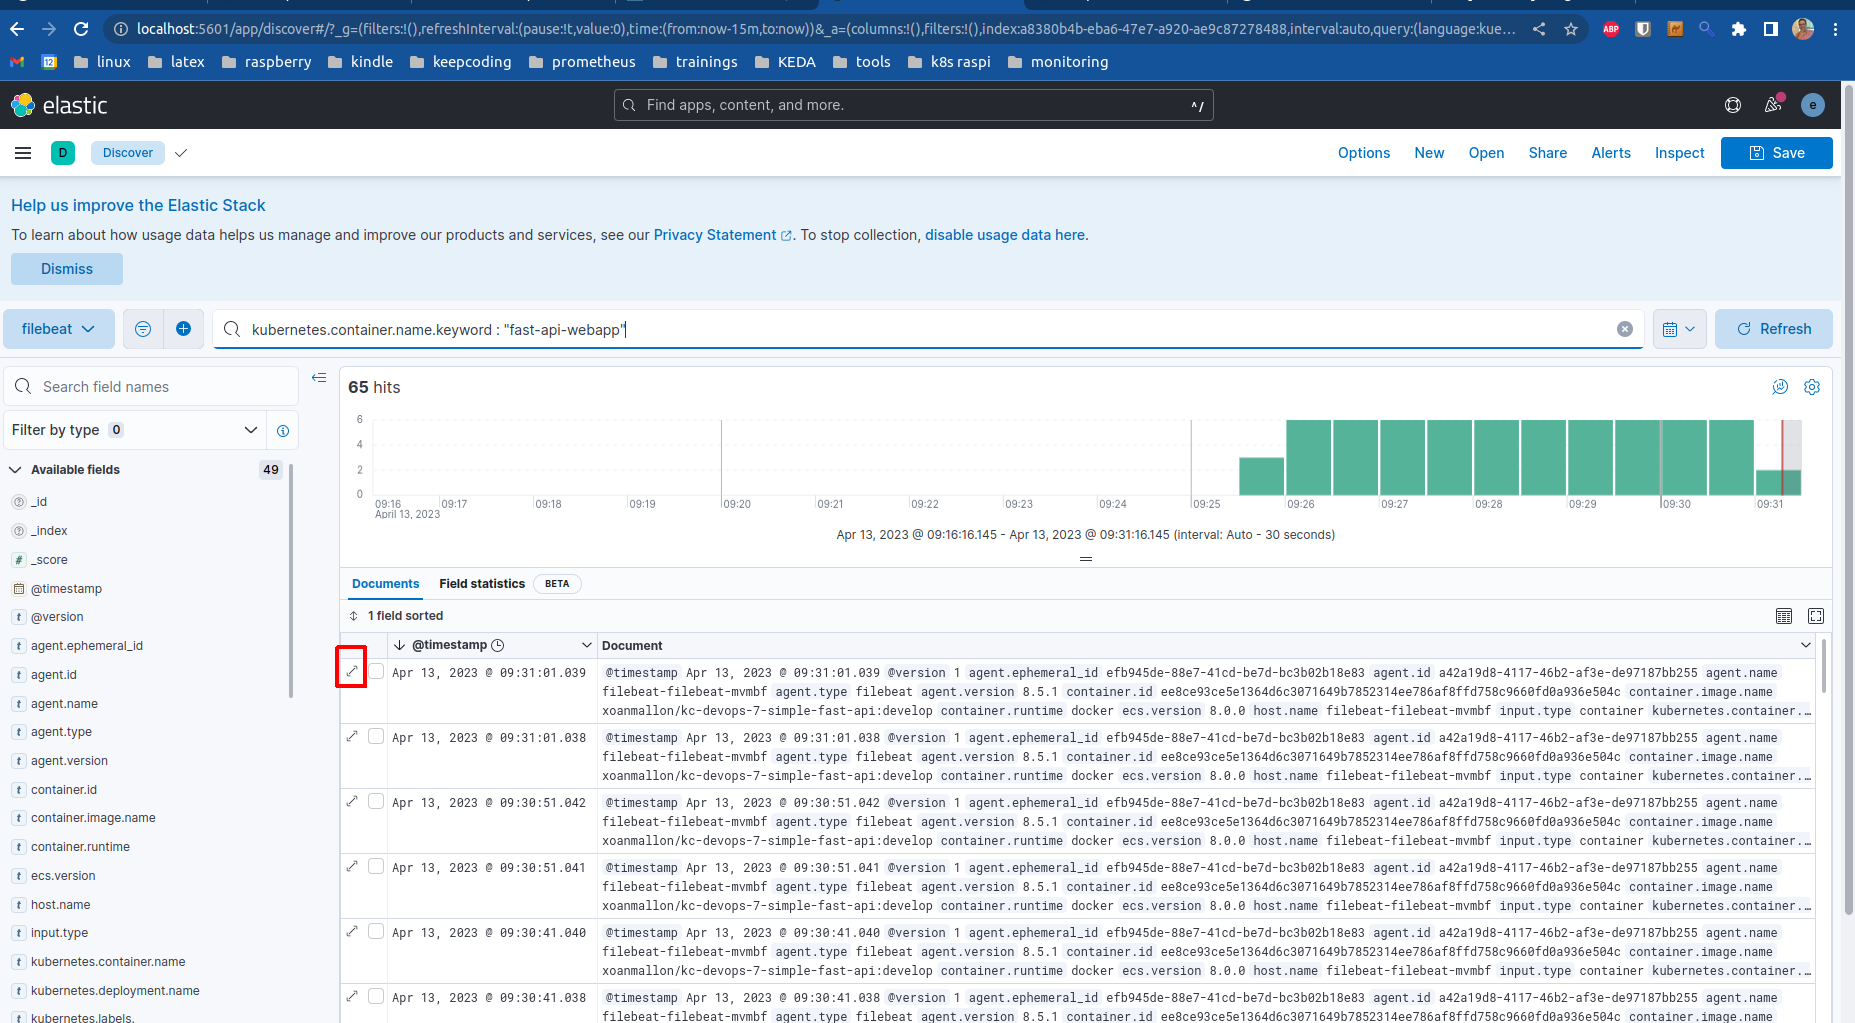 localhost:5601/app/discover#/?_g=(filters:!(),refreshInterval:(pause:!t,value:0),time:(from:now-15m,to:now))&_a=(columns:!(),filters:!(),index:a8380b4b-eba6-47e7-a920-ae9c87278488,interval:auto,query:(language:kue...
ABP
12 linux latex raspberry kindle keepcoding prometheus trainings KEDA tools k8s raspi monitoring
elastic Find apps, content, and more. ^/ e
D Discover Options New Open Share Alerts Inspect Save
Help us improve the Elastic Stack
To learn about how usage data helps us manage and improve our products and services, see our Privacy Statement. To stop collection, disable usage data here.
Dismiss
filebeat kubernetes.container.name.keyword : "fast-api-webapp" Refresh
Search field names
Filter by type 0
Available fields 49
_id
_index
_score
@timestamp
@version
agent.ephemeral_id
agent.id
agent.name
agent.type
agent.version
container.id
container.image.name
container.runtime
ecs.version
host.name
input.type
kubernetes.container.name
kubernetes.deployment.name
kubernetes.labels.
65 hits
6
4
2
0
09:16 09:17 09:18 09:19 09:20 09:21 09:22 09:23 09:24 09:25 09:26 09:27 09:28 09:29 09:30 09:31
April 13, 2023
Apr 13, 2023 @ 09:16:16.145 - Apr 13, 2023 @ 09:31:16.145 (interval: Auto - 30 seconds)
Documents Field statistics BETA
1 field sorted
@timestamp Document
Apr 13, 2023 @ 09:31:01.039 @timestamp Apr 13, 2023 @ 09:31:01.039 @version 1 agent.ephemeral_id efb945de-88e7-41cd-be7d-bc3b02b18e83 agent.id a42a19d8-4117-46b2-af3e-de97187bb255 agent.name
filebeat-filebeat-mvmbf agent.type filebeat agent.version 8.5.1 container.id ee8ce93ce5e1364d6c3071649b7852314ee786af8ffd758c9660fd0a936e504c container.image.name
xoanmallon/kc-devops-7-simple-fast-api:develop container.runtime docker ecs.version 8.0.0 host.name filebeat-filebeat-mvmbf input.type container kubernetes.container....
Apr 13, 2023 @ 09:31:01.038 @timestamp Apr 13, 2023 @ 09:31:01.038 @version 1 agent.ephemeral_id efb945de-88e7-41cd-be7d-bc3b02b18e83 agent.id a42a19d8-4117-46b2-af3e-de97187bb255 agent.name
filebeat-filebeat-mvmbf agent.type filebeat agent.version 8.5.1 container.id ee8ce93ce5e1364d6c3071649b7852314ee786af8ffd758c9660fd0a936e504c container.image.name
xoanmallon/kc-devops-7-simple-fast-api:develop container.runtime docker ecs.version 8.0.0 host.name filebeat-filebeat-mvmbf input.type container kubernetes.container....
Apr 13, 2023 @ 09:30:51.042 @timestamp Apr 13, 2023 @ 09:30:51.042 @version 1 agent.ephemeral_id efb945de-88e7-41cd-be7d-bc3b02b18e83 agent.id a42a19d8-4117-46b2-af3e-de97187bb255 agent.name
filebeat-filebeat-mvmbf agent.type filebeat agent.version 8.5.1 container.id ee8ce93ce5e1364d6c3071649b7852314ee786af8ffd758c9660fd0a936e504c container.image.name
xoanmallon/kc-devops-7-simple-fast-api:develop container.runtime docker ecs.version 8.0.0 host.name filebeat-filebeat-mvmbf input.type container kubernetes.container....
Apr 13, 2023 @ 09:30:51.041 @timestamp Apr 13, 2023 @ 09:30:51.041 @version 1 agent.ephemeral_id efb945de-88e7-41cd-be7d-bc3b02b18e83 agent.id a42a19d8-4117-46b2-af3e-de97187bb255 agent.name
filebeat-filebeat-mvmbf agent.type filebeat agent.version 8.5.1 container.id ee8ce93ce5e1364d6c3071649b7852314ee786af8ffd758c9660fd0a936e504c container.image.name
xoanmallon/kc-devops-7-simple-fast-api:develop container.runtime docker ecs.version 8.0.0 host.name filebeat-filebeat-mvmbf input.type container kubernetes.container....
Apr 13, 2023 @ 09:30:41.040 @timestamp Apr 13, 2023 @ 09:30:41.040 @version 1 agent.ephemeral_id efb945de-88e7-41cd-be7d-bc3b02b18e83 agent.id a42a19d8-4117-46b2-af3e-de97187bb255 agent.name
filebeat-filebeat-mvmbf agent.type filebeat agent.version 8.5.1 container.id ee8ce93ce5e1364d6c3071649b7852314ee786af8ffd758c9660fd0a936e504c container.image.name
xoanmallon/kc-devops-7-simple-fast-api:develop container.runtime docker ecs.version 8.0.0 host.name filebeat-filebeat-mvmbf input.type container kubernetes.container....
Apr 13, 2023 @ 09:30:41.038 @timestamp Apr 13, 2023 @ 09:30:41.038 @version 1 agent.ephemeral_id efb945de-88e7-41cd-be7d-bc3b02b18e83 agent.id a42a19d8-4117-46b2-af3e-de97187bb255 agent.name
filebeat-filebeat-mvmbf agent.type filebeat agent.version 8.5.1 container.id ee8ce93ce5e1364d6c3071649b7852314ee786af8ffd758c9660fd0a936e504c container.image.name